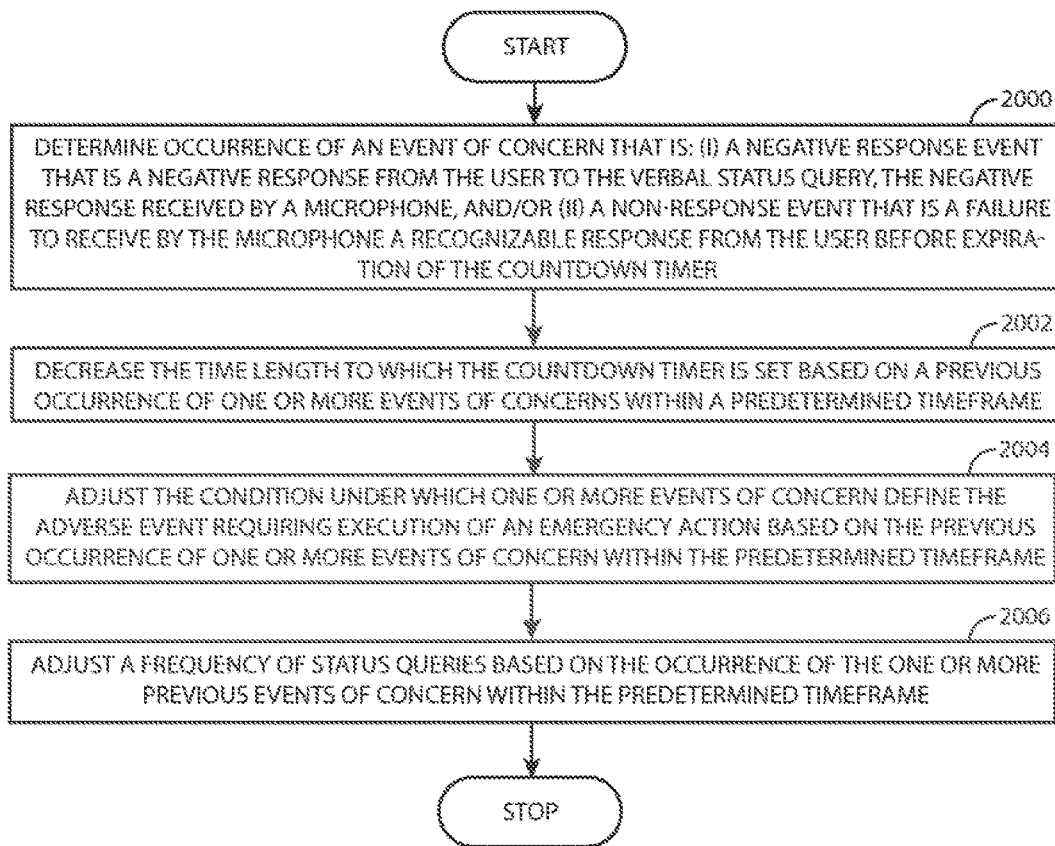 START
2000
DETERMINE OCCURRENCE OF AN EVENT OF CONCERN THAT IS: (I) A NEGATIVE RESPONSE EVENT
THAT IS A NEGATIVE RESPONSE FROM THE USER TO THE VERBAL STATUS QUERY, THE NEGATIVE
RESPONSE RECEIVED BY A MICROPHONE, AND/OR (II) A NON-RESPONSE EVENT THAT IS A FAILURE
TO RECEIVE BY THE MICROPHONE A RECOGNIZABLE RESPONSE FROM THE USER BEFORE EXPIRA-
TION OF THE COUNTDOWN TIMER
2002
DECREASE THE TIME LENGTH TO WHICH THE COUNTDOWN TIMER IS SET BASED ON A PREVIOUS
OCCURRENCE OF ONE OR MORE EVENTS OF CONCERNS WITHIN A PREDETERMINED TIMEFRAME
2004
ADJUST THE CONDITION UNDER WHICH ONE OR MORE EVENTS OF CONCERN DEFINE THE
ADVERSE EVENT REQUIRING EXECUTION OF AN EMERGENCY ACTION BASED ON THE PREVIOUS
OCCURRENCE OF ONE OR MORE EVENTS OF CONCERN WITHIN THE PREDETERMINED TIMEFRAME
2006
ADJUST A FREQUENCY OF STATUS QUERIES BASED ON THE OCCURRENCE OF THE ONE OR MORE
PREVIOUS EVENTS OF CONCERN WITHIN THE PREDETERMINED TIMEFRAME
STOP